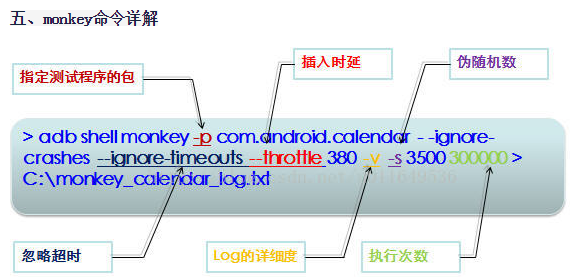 五、monkey命令详解
指定测试程序的包
插入时延
伪随机数
> adb shell monkey -p com.android.calendar - -ignore-
crashes --ignore-timeouts --throttle 380 -v -s 3500 300000 >
C:\monkey_calendar_log.txt
忽略超时
Log的详细度
执行次数